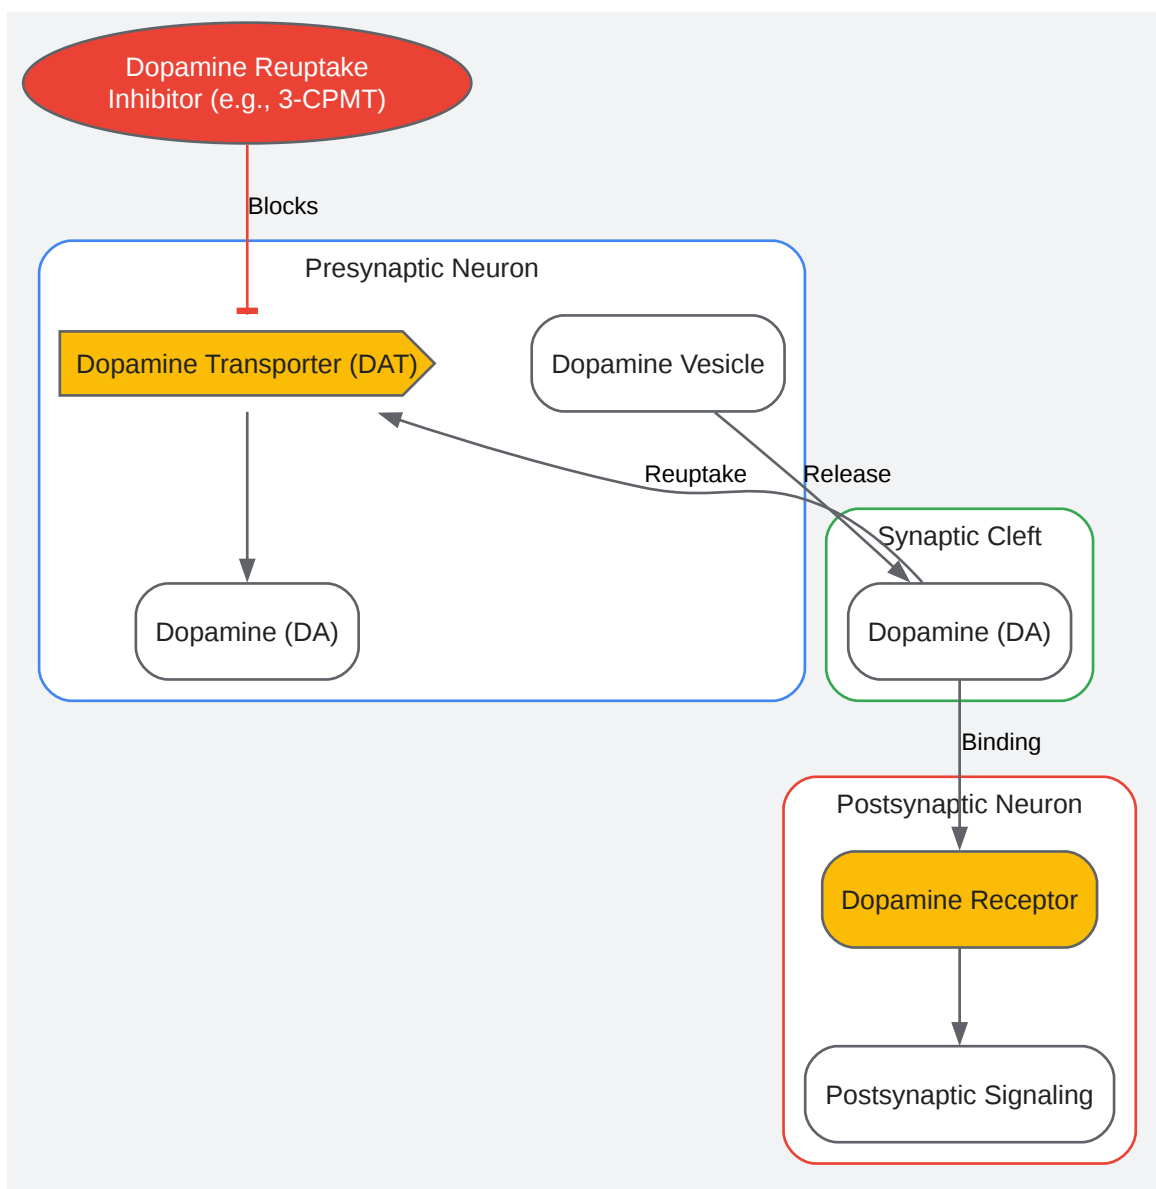 Dopamine Reuptake
Inhibitor (e.g., 3-CPMT)
Blocks
Presynaptic Neuron
Dopamine Transporter (DAT)
Dopamine Vesicle
Reuptake
Release
Synaptic Cleft
Dopamine (DA)
Dopamine (DA)
Binding
Postsynaptic Neuron
Dopamine Receptor
Postsynaptic Signaling